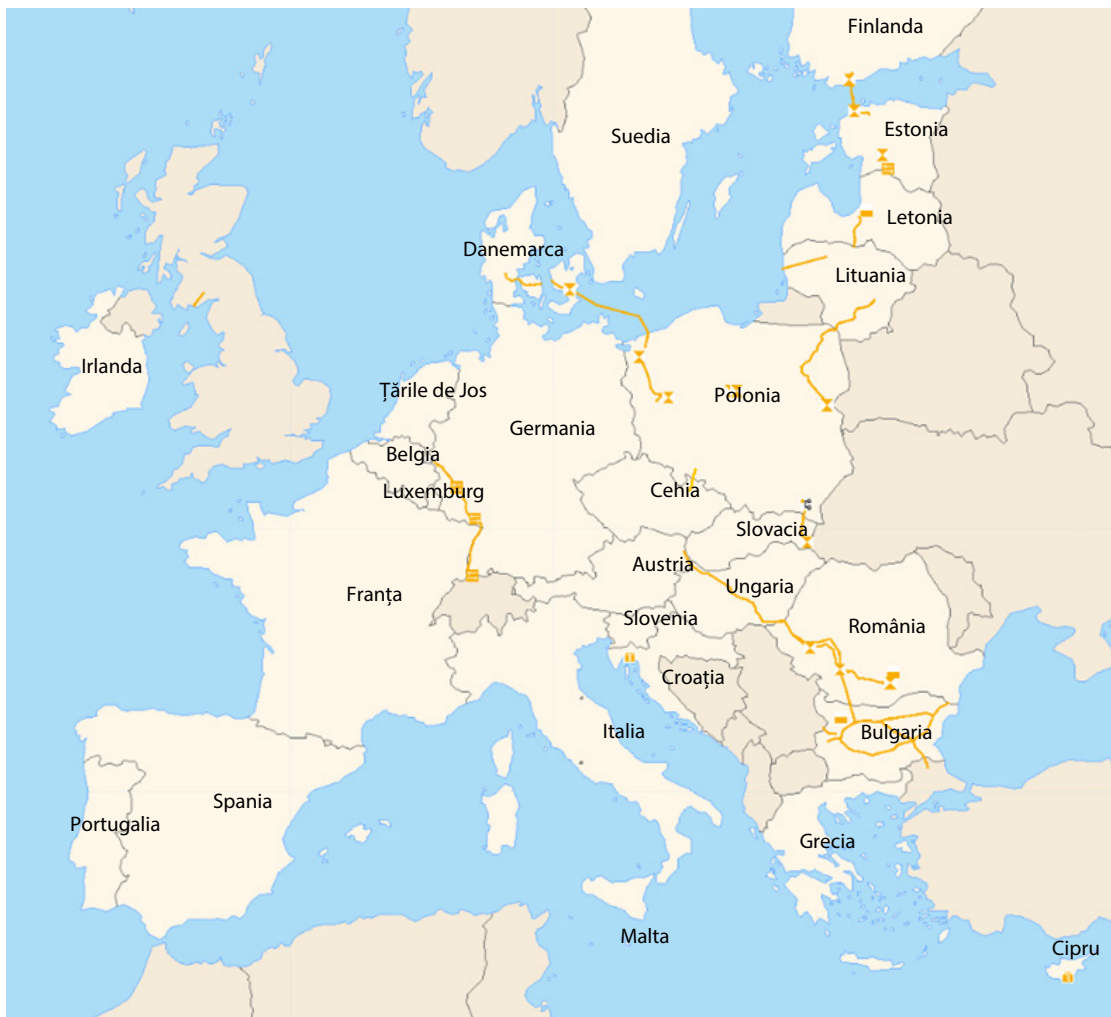 Finlanda
Suedia
Estonia
Letonia
Danemarca
Lituania
Irlanda
Țările de Jos
Polonia
Germania
Belgia
Luxemburg
Cehia
Slovacia
Austria
Ungaria
Franța
Slovenia
România
Croația
Italia
Bulgaria
Spania
Portugalia
Grecia
Malta
Cipru